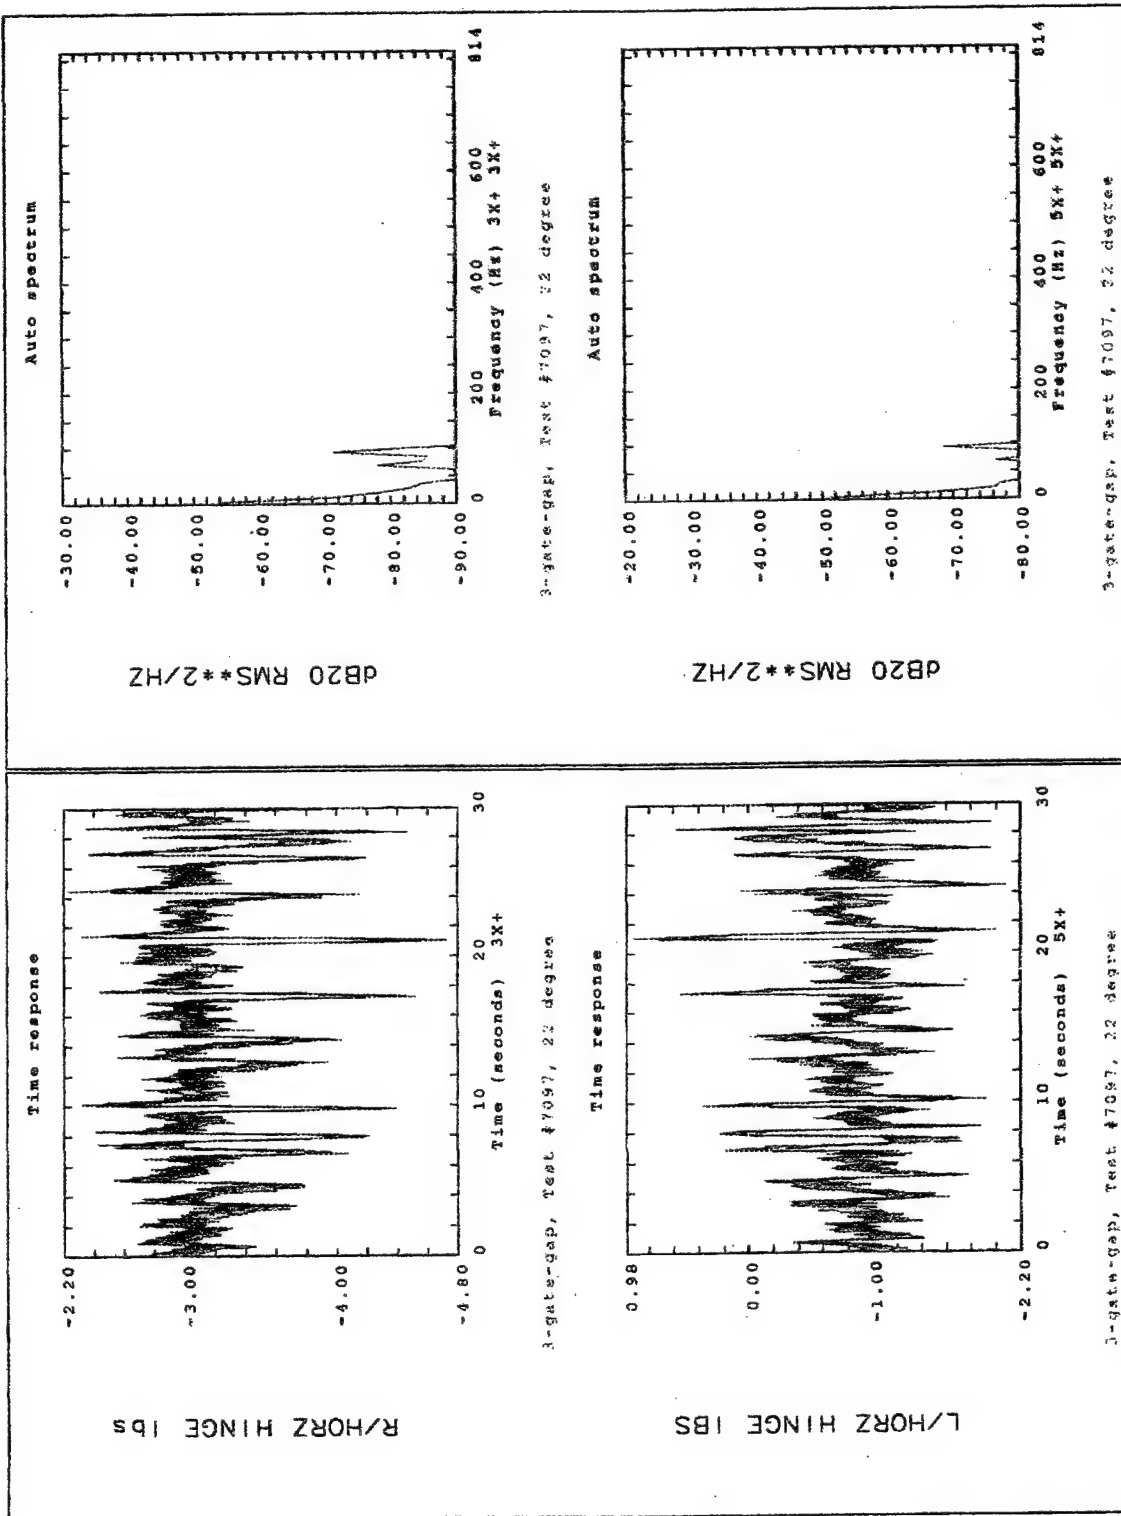 Time response
R/HORZ HINGE lbs
-2.20
-3.00
-4.00
-4.80
0 10 20 30
Time (seconds) 3X+
3-gate-gap, Test #7097, 22 degree
Auto spectrum
dB20 RMS**2/HZ
-30.00
-40.00
-50.00
-60.00
-70.00
-80.00
-90.00
0 200 400 600 814
Frequency (Hz) 3X+ 3X+
3-gate-gap, Test #7097, 22 degree
Time response
L/HORZ HINGE lBS
0.98
0.00
-1.00
-2.20
0 10 20 30
Time (seconds) 5X+
3-gate-gap, Test #7097, 22 degree
Auto spectrum
dB20 RMS**2/HZ
-20.00
-30.00
-40.00
-50.00
-60.00
-70.00
-80.00
0 200 400 600 814
Frequency (Hz) 5X+ 5X+
3-gate-gap, Test #7097, 22 degree